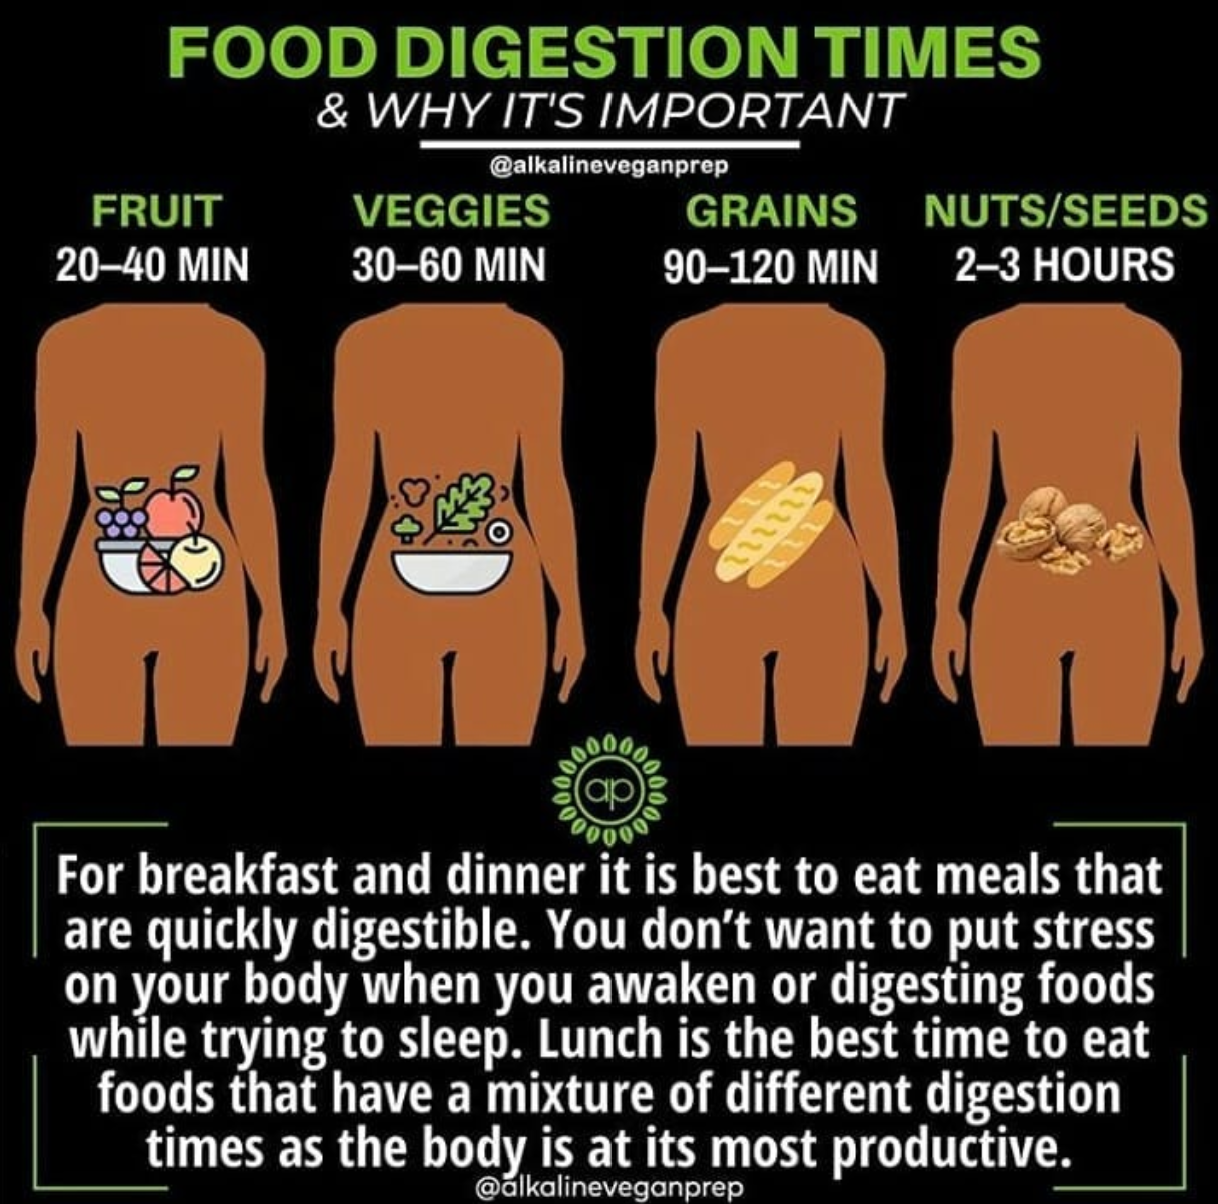 FOOD DIGESTION TIMES
& WHY IT'S IMPORTANT
@alkalineveganprep
FRUIT
20–40 MIN
VEGGIES
30–60 MIN
GRAINS
90–120 MIN
NUTS/SEEDS
2–3 HOURS
ap
For breakfast and dinner it is best to eat meals that
are quickly digestible. You don’t want to put stress
on your body when you awaken or digesting foods
while trying to sleep. Lunch is the best time to eat
foods that have a mixture of different digestion
times as the body is at its most productive.
@alkalineveganprep